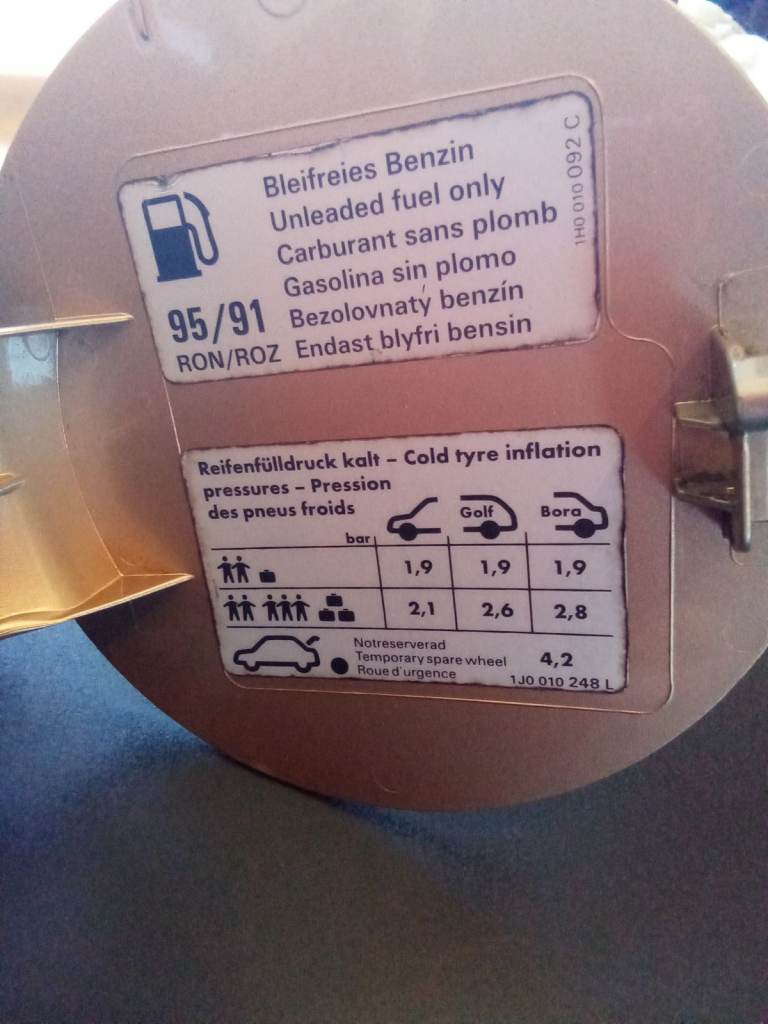 Bleifreies Benzin
Unleaded fuel only
Carburant sans plomb
Gasolina sin plomo
Bezolovnatý benzín
Endast blyfri bensin
95/91
RON/ROZ
1H0 010 092 C
Reifenfülldruck kalt – Cold tyre inflation
pressures – Pression
des pneus froids
Golf Bora
bar
1,9 1,9 1,9
2,1 2,6 2,8
Notreserverad
Temporary spare wheel 4,2
Roue d'urgence
1J0 010 248 L